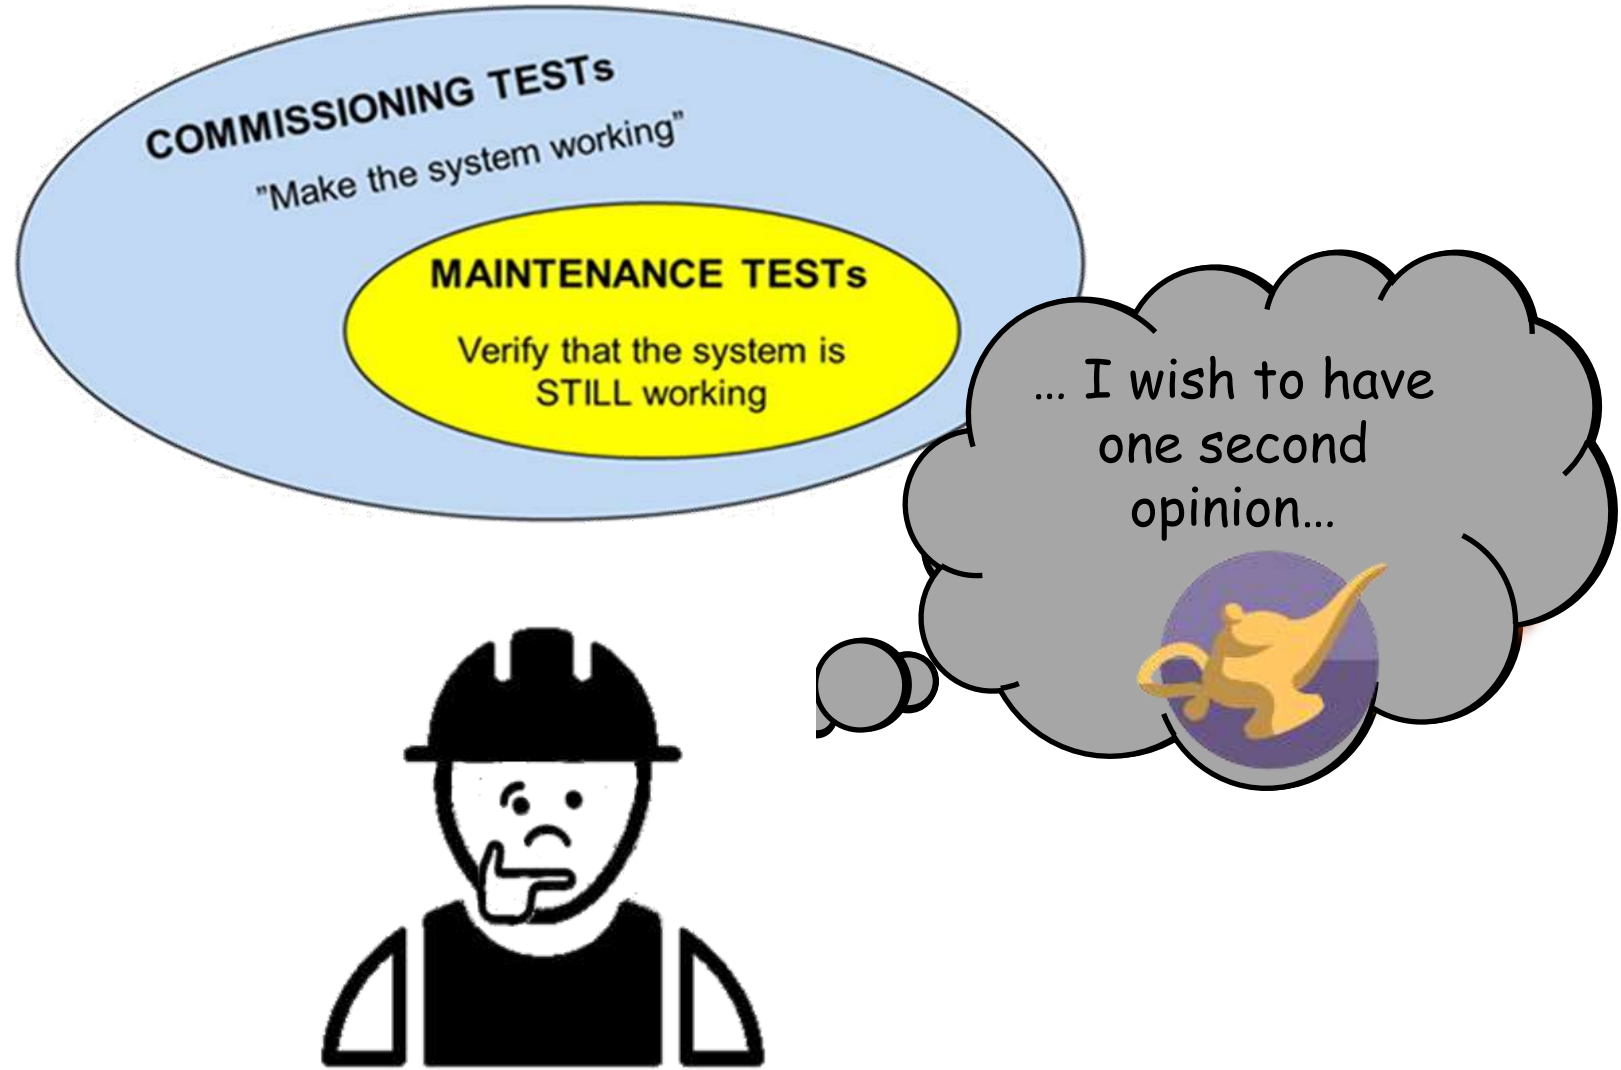 COMMISSIONING TESTs
”Make the system working”
MAINTENANCE TESTs
Verify that the system is
STILL working
... I wish to have
one second
opinion...